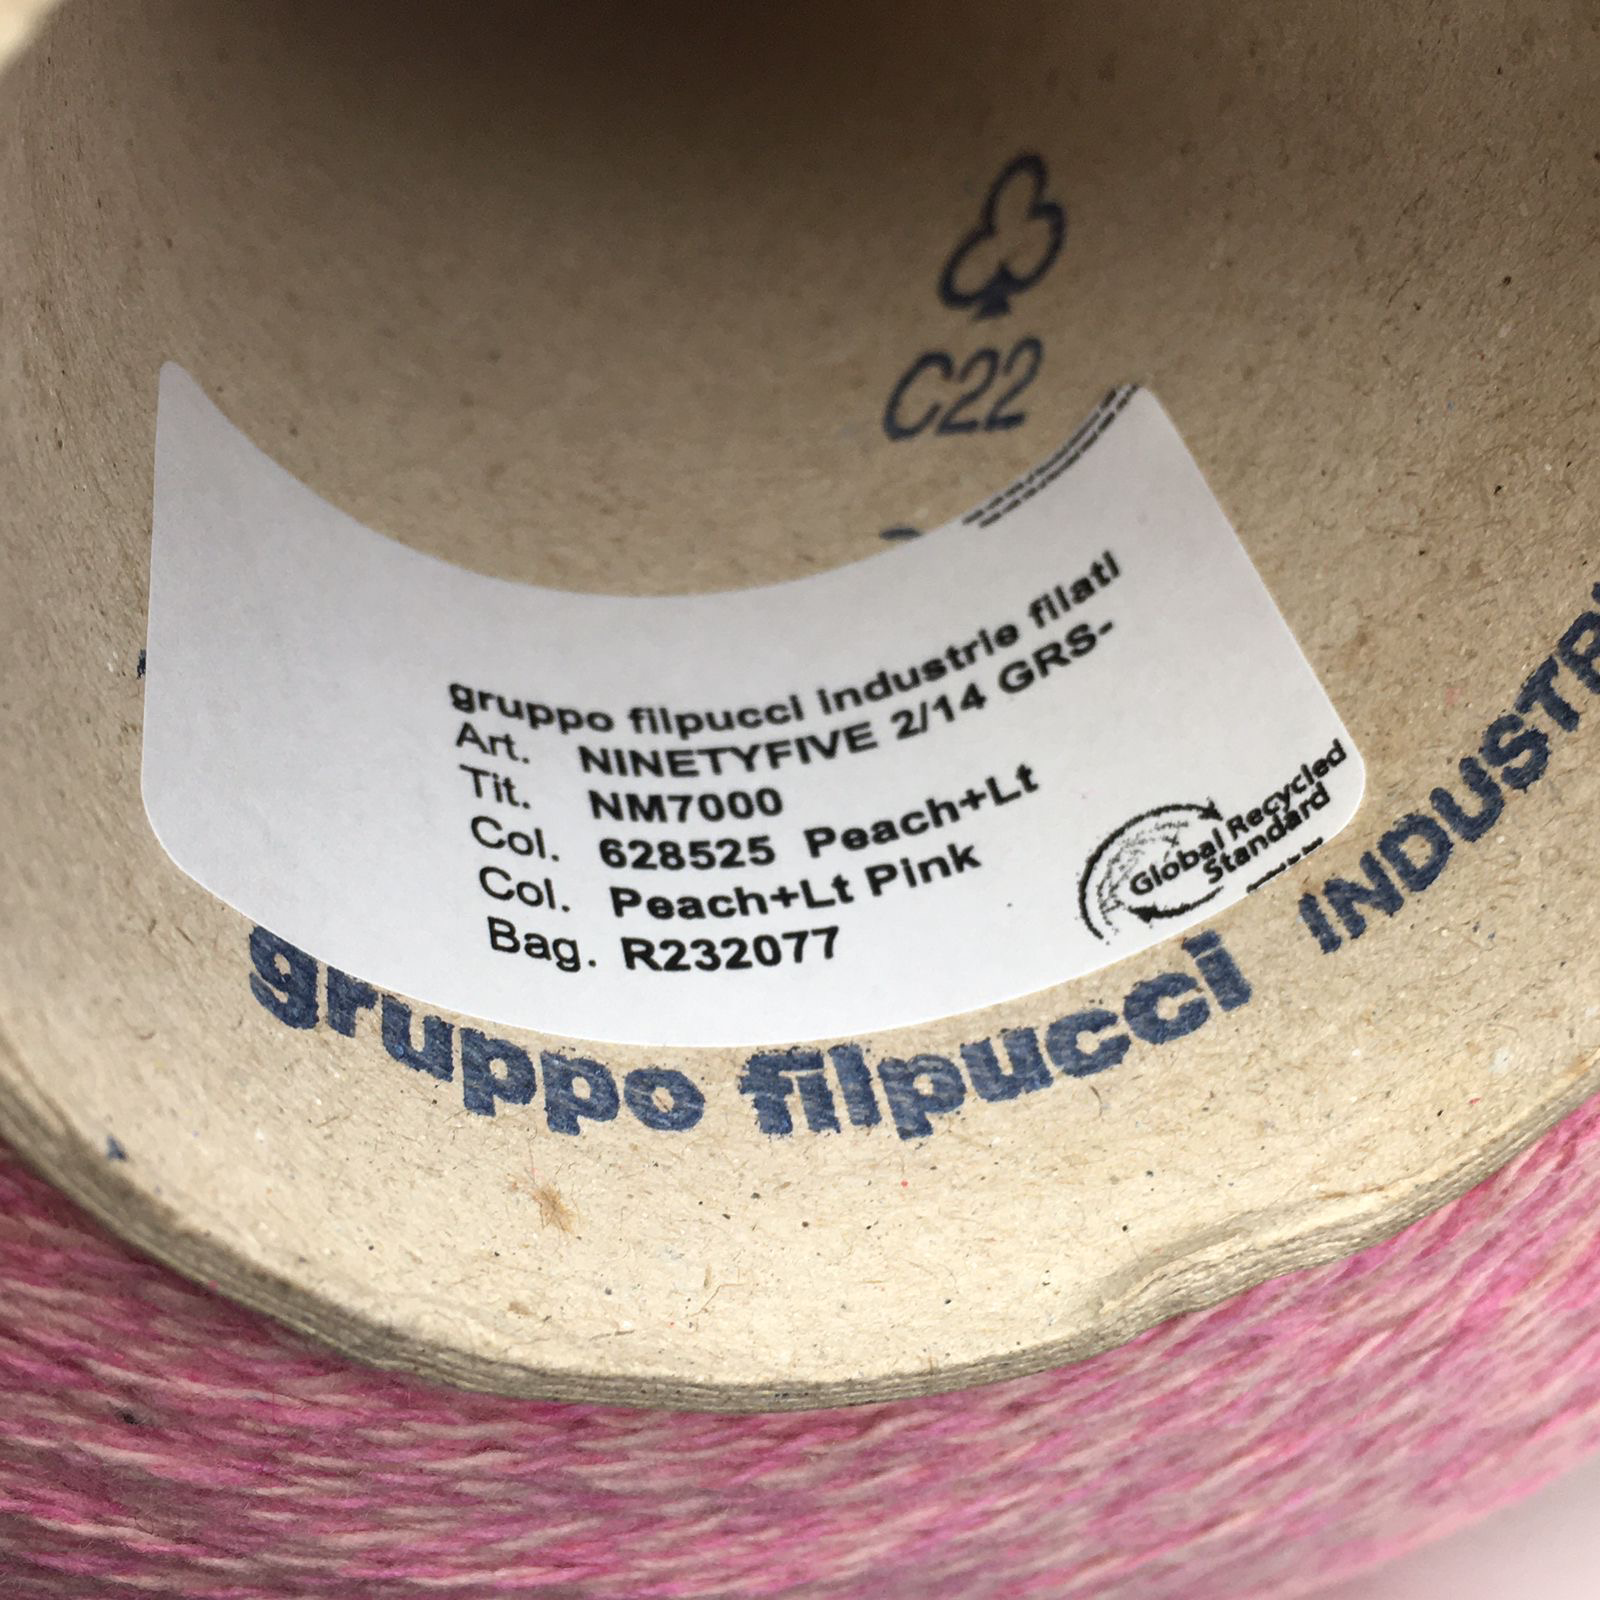 C22
gruppo filpucci industrie filati
Art. NINETYFIVE 2/14 GRS-
Tit. NM7000
Col. 628525 Peach+Lt
Col. Peach+Lt Pink
Bag. R232077
Global Recycled
Standard
gruppo filpucci INDUSTRI